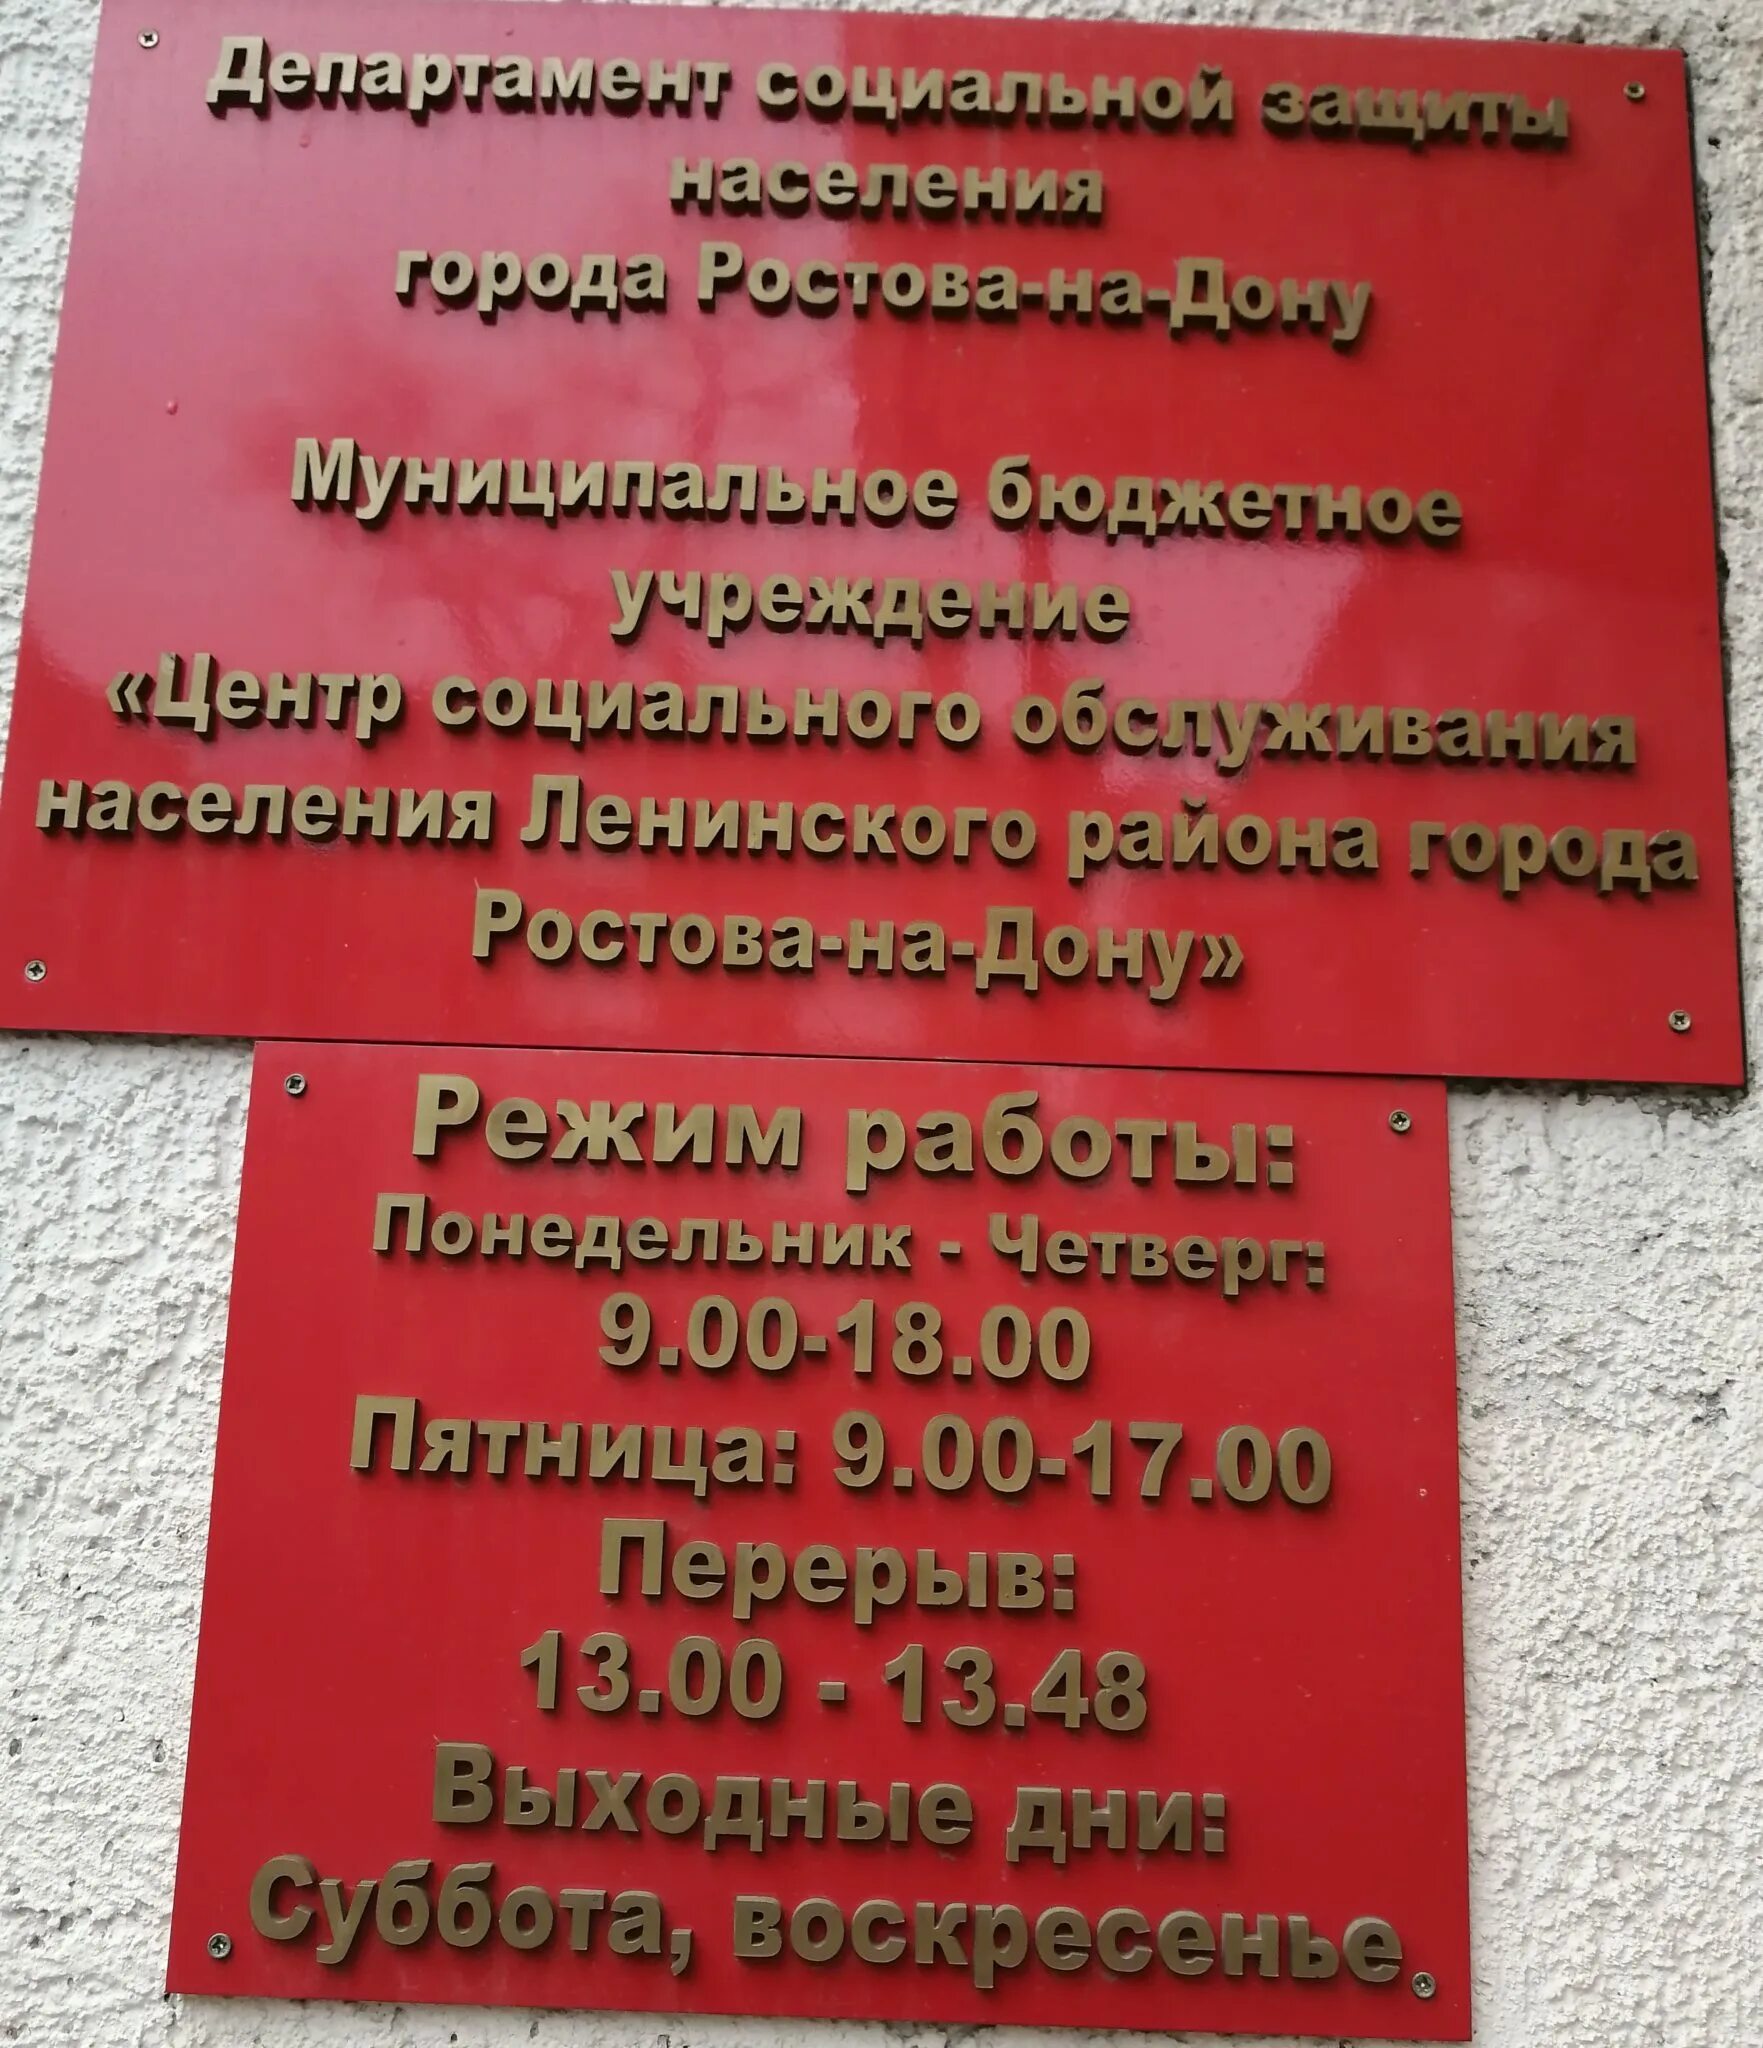 Департамент социальной защиты
населения
города Ростова-на-Дону
Муниципальное бюджетное
учреждение
«Центр социального обслуживания
населения Ленинского района города
Ростова-на-Дону»
Режим работы:
Понедельник - Четверг:
9.00-18.00
Пятница: 9.00-17.00
Перерыв:
13.00 - 13.48
Выходные дни:
Суббота, воскресенье